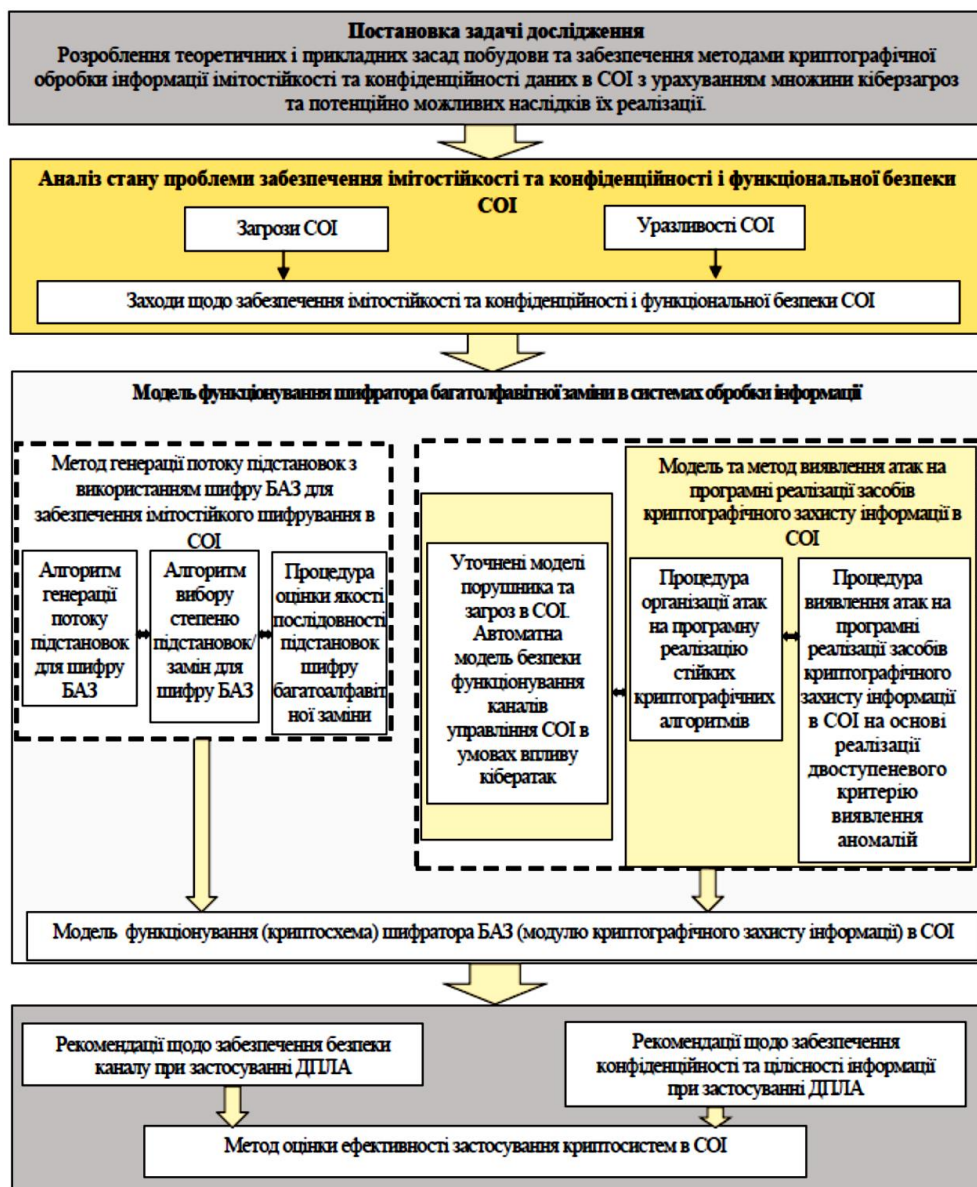 Постановка задачі дослідження
Розроблення теоретичних і прикладних засад побудови та забезпечення методами криптографічної
обробки інформації імітостійкості та конфіденційності даних в СОІ з урахуванням множини кіберзагроз
та потенційно можливих наслідків їх реалізації.
Аналіз стану проблеми забезпечення імітостійкості та конфіденційності і функціональної безпеки
СОІ
Загрози СОІ
Уразливості СОІ
Заходи щодо забезпечення імітостійкості та конфіденційності і функціональної безпеки СОІ
Модель функціонування шифратора багатолфавітної заміни в системах обробки інформації
Метод генерації потоку підстановок з
використанням шифру БАЗ для
забезпечення імітостійкого шифрування в
СОІ
Алгоритм
генерації
потоку
підстановок
для шифру
БАЗ
Алгоритм
вибору
степеню
підстановок/
замін для
шифру БАЗ
Процедура
оцінки якості
послідовності
підстановок
шифру
багатоалфавіт
ної заміни
Уточнені моделі
порушника та
загроз в СОІ.
Автоматна
модель безпеки
функціонування
каналів
управління СОІ в
умовах впливу
кібератак
Модель та метод виявлення атак на
програмні реалізації засобів
криптографічного захисту інформації в
СОІ
Процедура
організації атак
на програмну
реалізацію
стійких
криптографічних
алгоритмів
Процедура
виявлення атак на
програмні
реалізації засобів
криптографічного
захисту інформації
в СОІ на основі
реалізації
двоступеневого
критерію
виявлення
аномалій
Модель функціонування (криптосхема) шифратора БАЗ (модулю криптографічного захисту інформації) в СОІ
Рекомендації щодо забезпечення безпеки
каналу при застосуванні ДПЛА
Рекомендації щодо забезпечення
конфіденційності та цілісності інформації
при застосуванні ДПЛА
Метод оцінки ефективності застосування криптосистем в СОІ